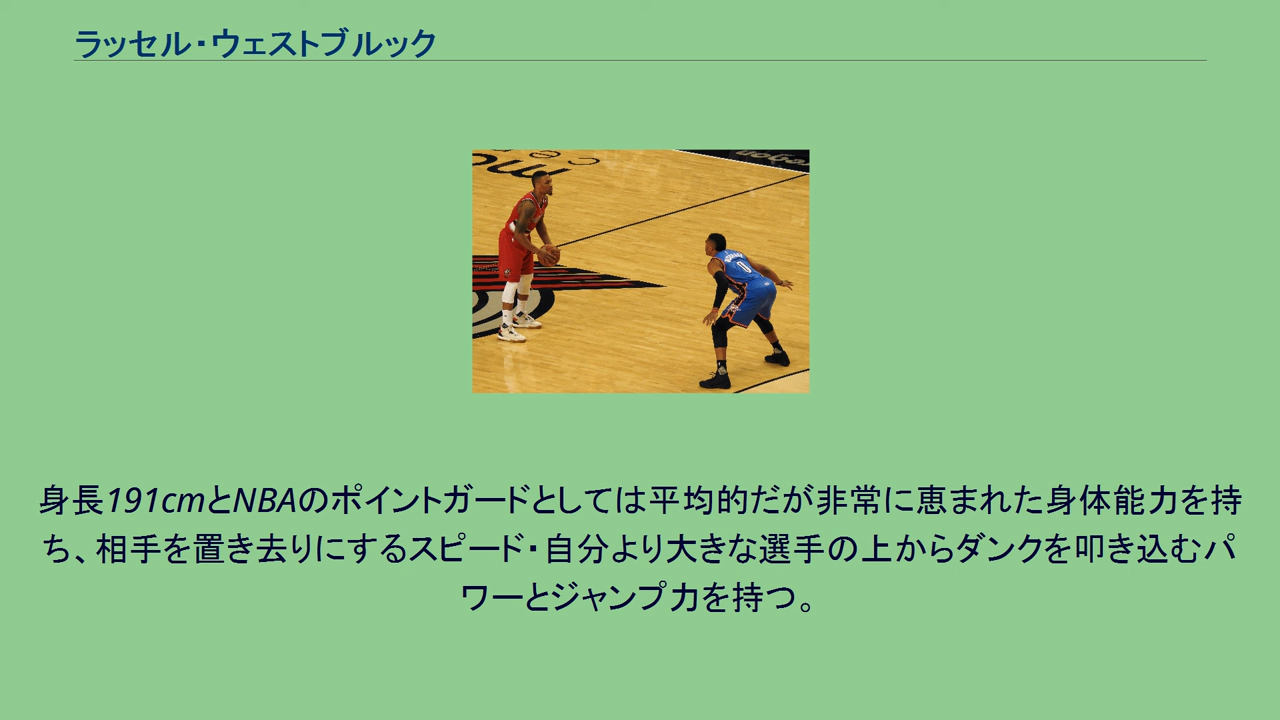 ラッセル・ウェストブルック
0
身長191cmとNBAのポイントガードとしては平均的だが非常に恵まれた身体能力を持
ち、相手を置き去りにするスピード・自分より大きな選手の上からダンクを叩き込むパ
ワーとジャンプ力を持つ。